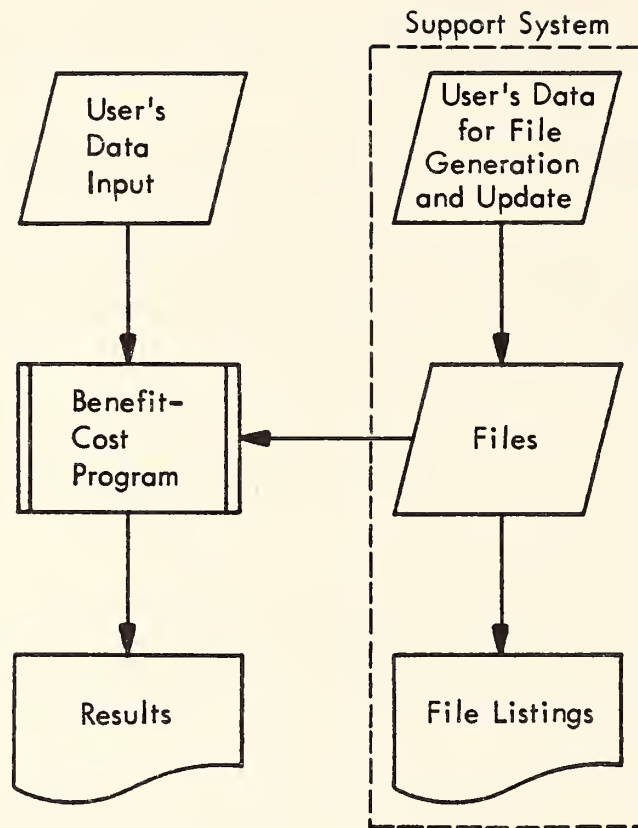 Support System
User's
Data
Input
User's Data
for File
Generation
and Update
Benefit-
Cost
Program
Files
Results
File Listings